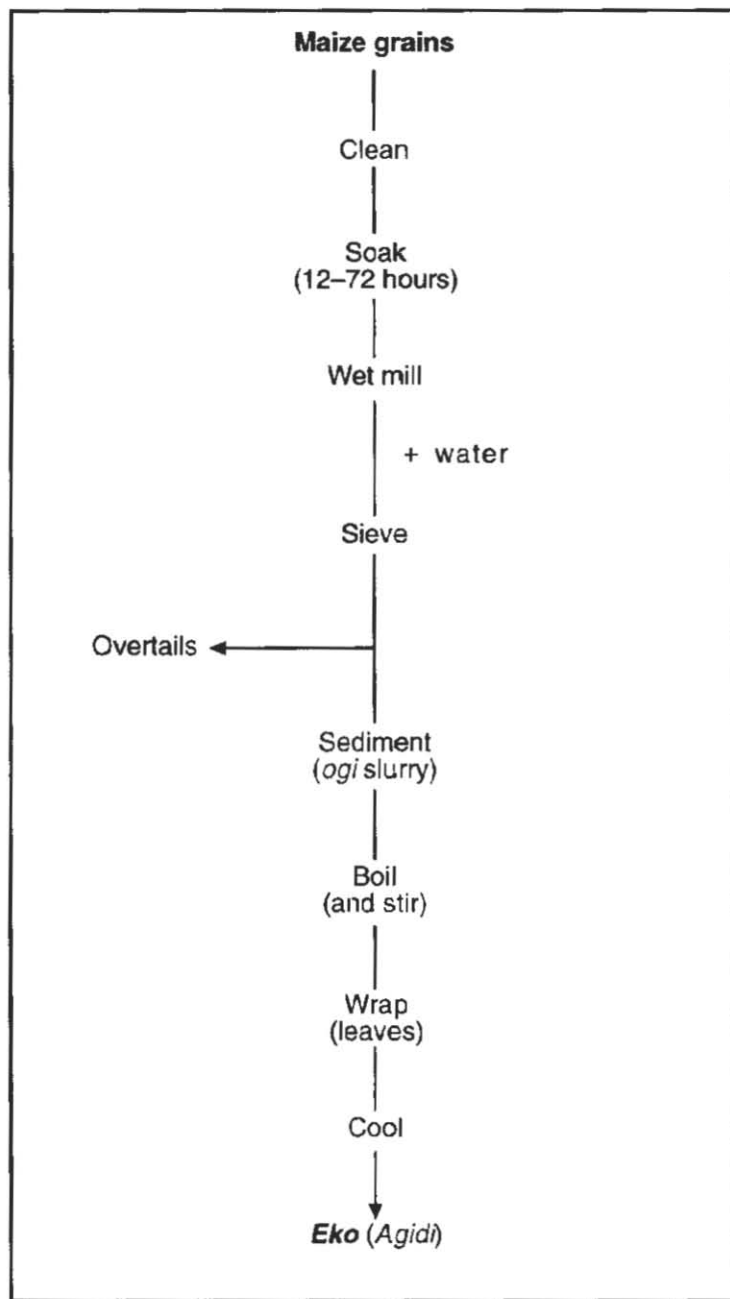 Maize grains
Clean
Soak
(12–72 hours)
Wet mill
+ water
Sieve
Overtails
Sediment
(ogi slurry)
Boil
(and stir)
Wrap
(leaves)
Cool
Eko (Agidi)